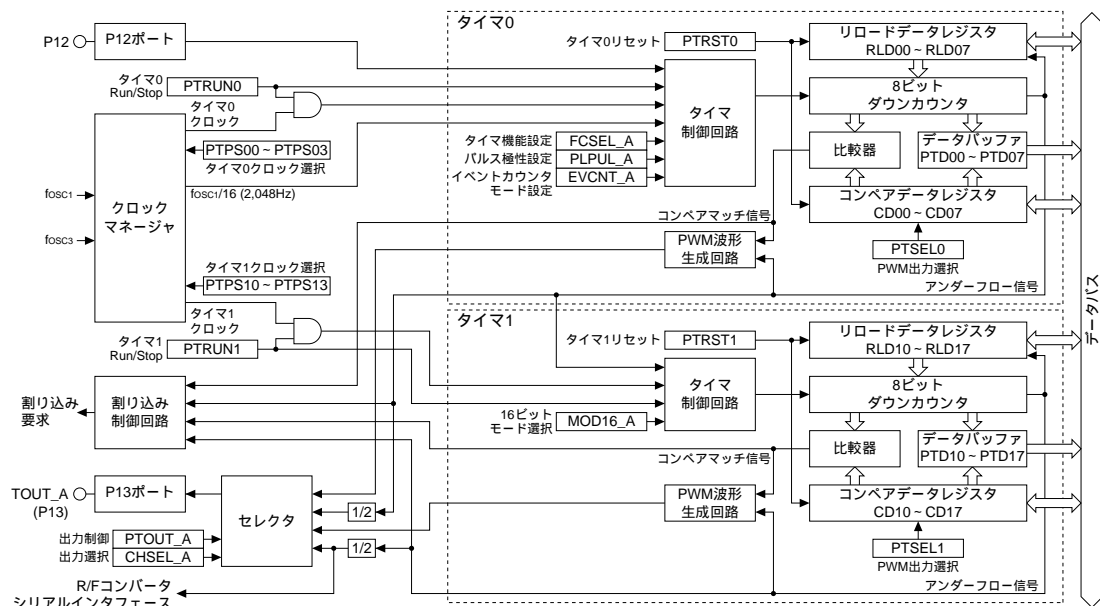 タイマ0
P12
P12ポート
タイマ0リセット
PTRST0
リロードデータレジスタ
RLD00~RLD07
タイマ0
Run/Stop
PTRUN0
タイマ0
クロック
タイマ
制御回路
8ビット
ダウンカウンタ
PTPS00~PTPS03
タイマ0クロック選択
タイマ機能設定
FCSEL_A
パルス極性設定
PLPUL_A
イベントカウンタ
モード設定
EVCNT_A
比較器
データバッファ
PTD00~PTD07
fOSC1
fOSC1/16 (2,048Hz)
クロック
マネージャ
fOSC3
コンペアデータレジスタ
CD00~CD07
コンペアマッチ信号
PWM波形
生成回路
PTSEL0
PWM出力選択
アンダーフロー信号
データバス
タイマ1クロック選択
PTPS10~PTPS13
タイマ1
クロック
タイマ1
Run/Stop
PTRUN1
タイマ1
タイマ1リセット
PTRST1
リロードデータレジスタ
RLD10~RLD17
タイマ
制御回路
8ビット
ダウンカウンタ
割り込み
要求
割り込み
制御回路
16ビット
モード選択
MOD16_A
比較器
データバッファ
PTD10~PTD17
コンペアマッチ信号
コンペアデータレジスタ
CD10~CD17
TOUT_A
(P13)
P13ポート
セレクタ
1/2
PWM波形
生成回路
出力制御
PTOUT_A
出力選択
CHSEL_A
1/2
PTSEL1
PWM出力選択
アンダーフロー信号
R/Fコンバータ
シリアルインタフェース